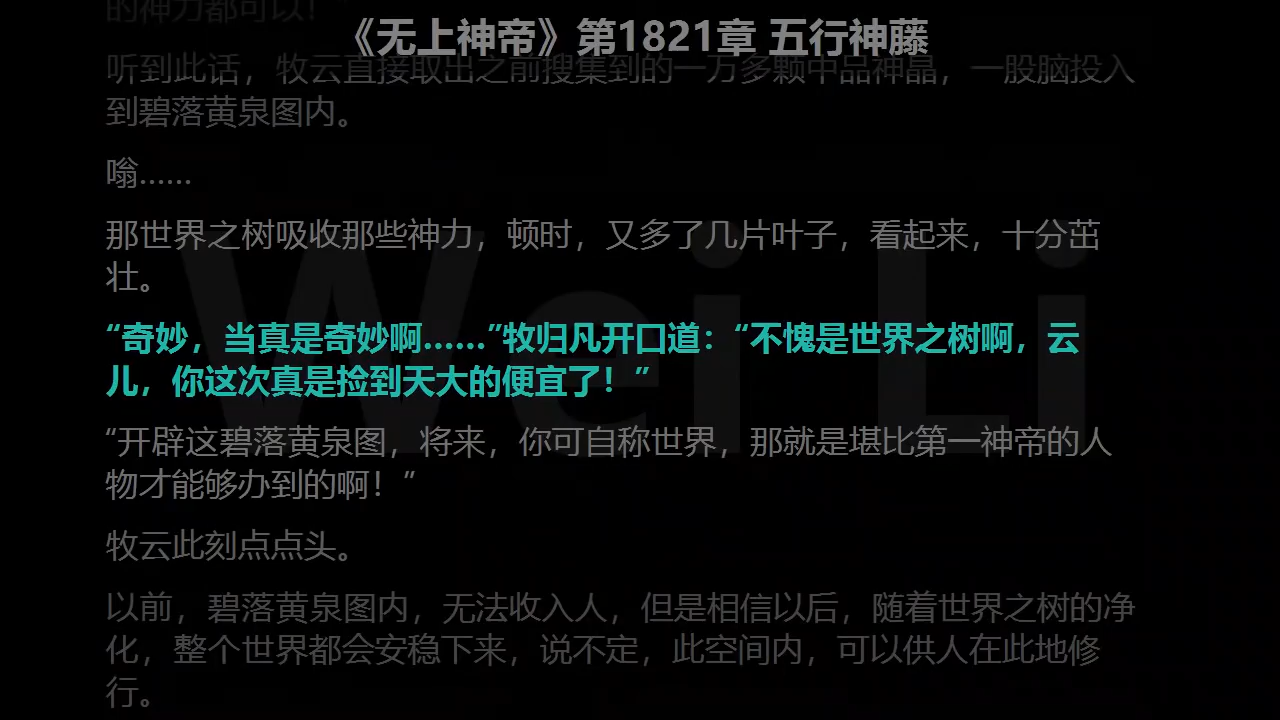 的神力都可以！”
《无上神帝》第1821章 五行神藤
听到此话，牧云直接取出之前搜集到的一万多颗中品神晶，一股脑投入
到碧落黄泉图内。
嗡......
那世界之树吸收那些神力，顿时，又多了几片叶子，看起来，十分茁
壮。
“奇妙，当真是奇妙啊......”牧归凡开口道：“不愧是世界之树啊，云
儿，你这次真是捡到天大的便宜了！”
“开辟这碧落黄泉图，将来，你可自称世界，那就是堪比第一神帝的人
物才能够办到的啊！”
牧云此刻点点头。
以前，碧落黄泉图内，无法收入人，但是相信以后，随着世界之树的净
化，整个世界都会安稳下来，说不定，此空间内，可以供人在此地修
行。
Wei Li